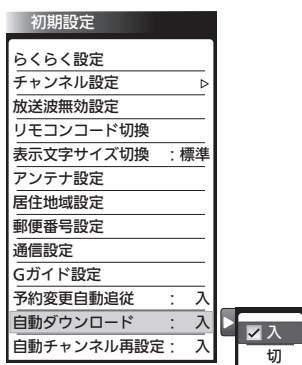 初期設定
らくらく設定
チャンネル設定 ▷
放送波無効設定
リモコンコード切換
表示文字サイズ切換 : 標準
アンテナ設定
居住地域設定
郵便番号設定
通信設定
Gガイド設定
予約変更自動追従 : 入
自動ダウンロード : 入
自動チャンネル再設定 : 入
入
切